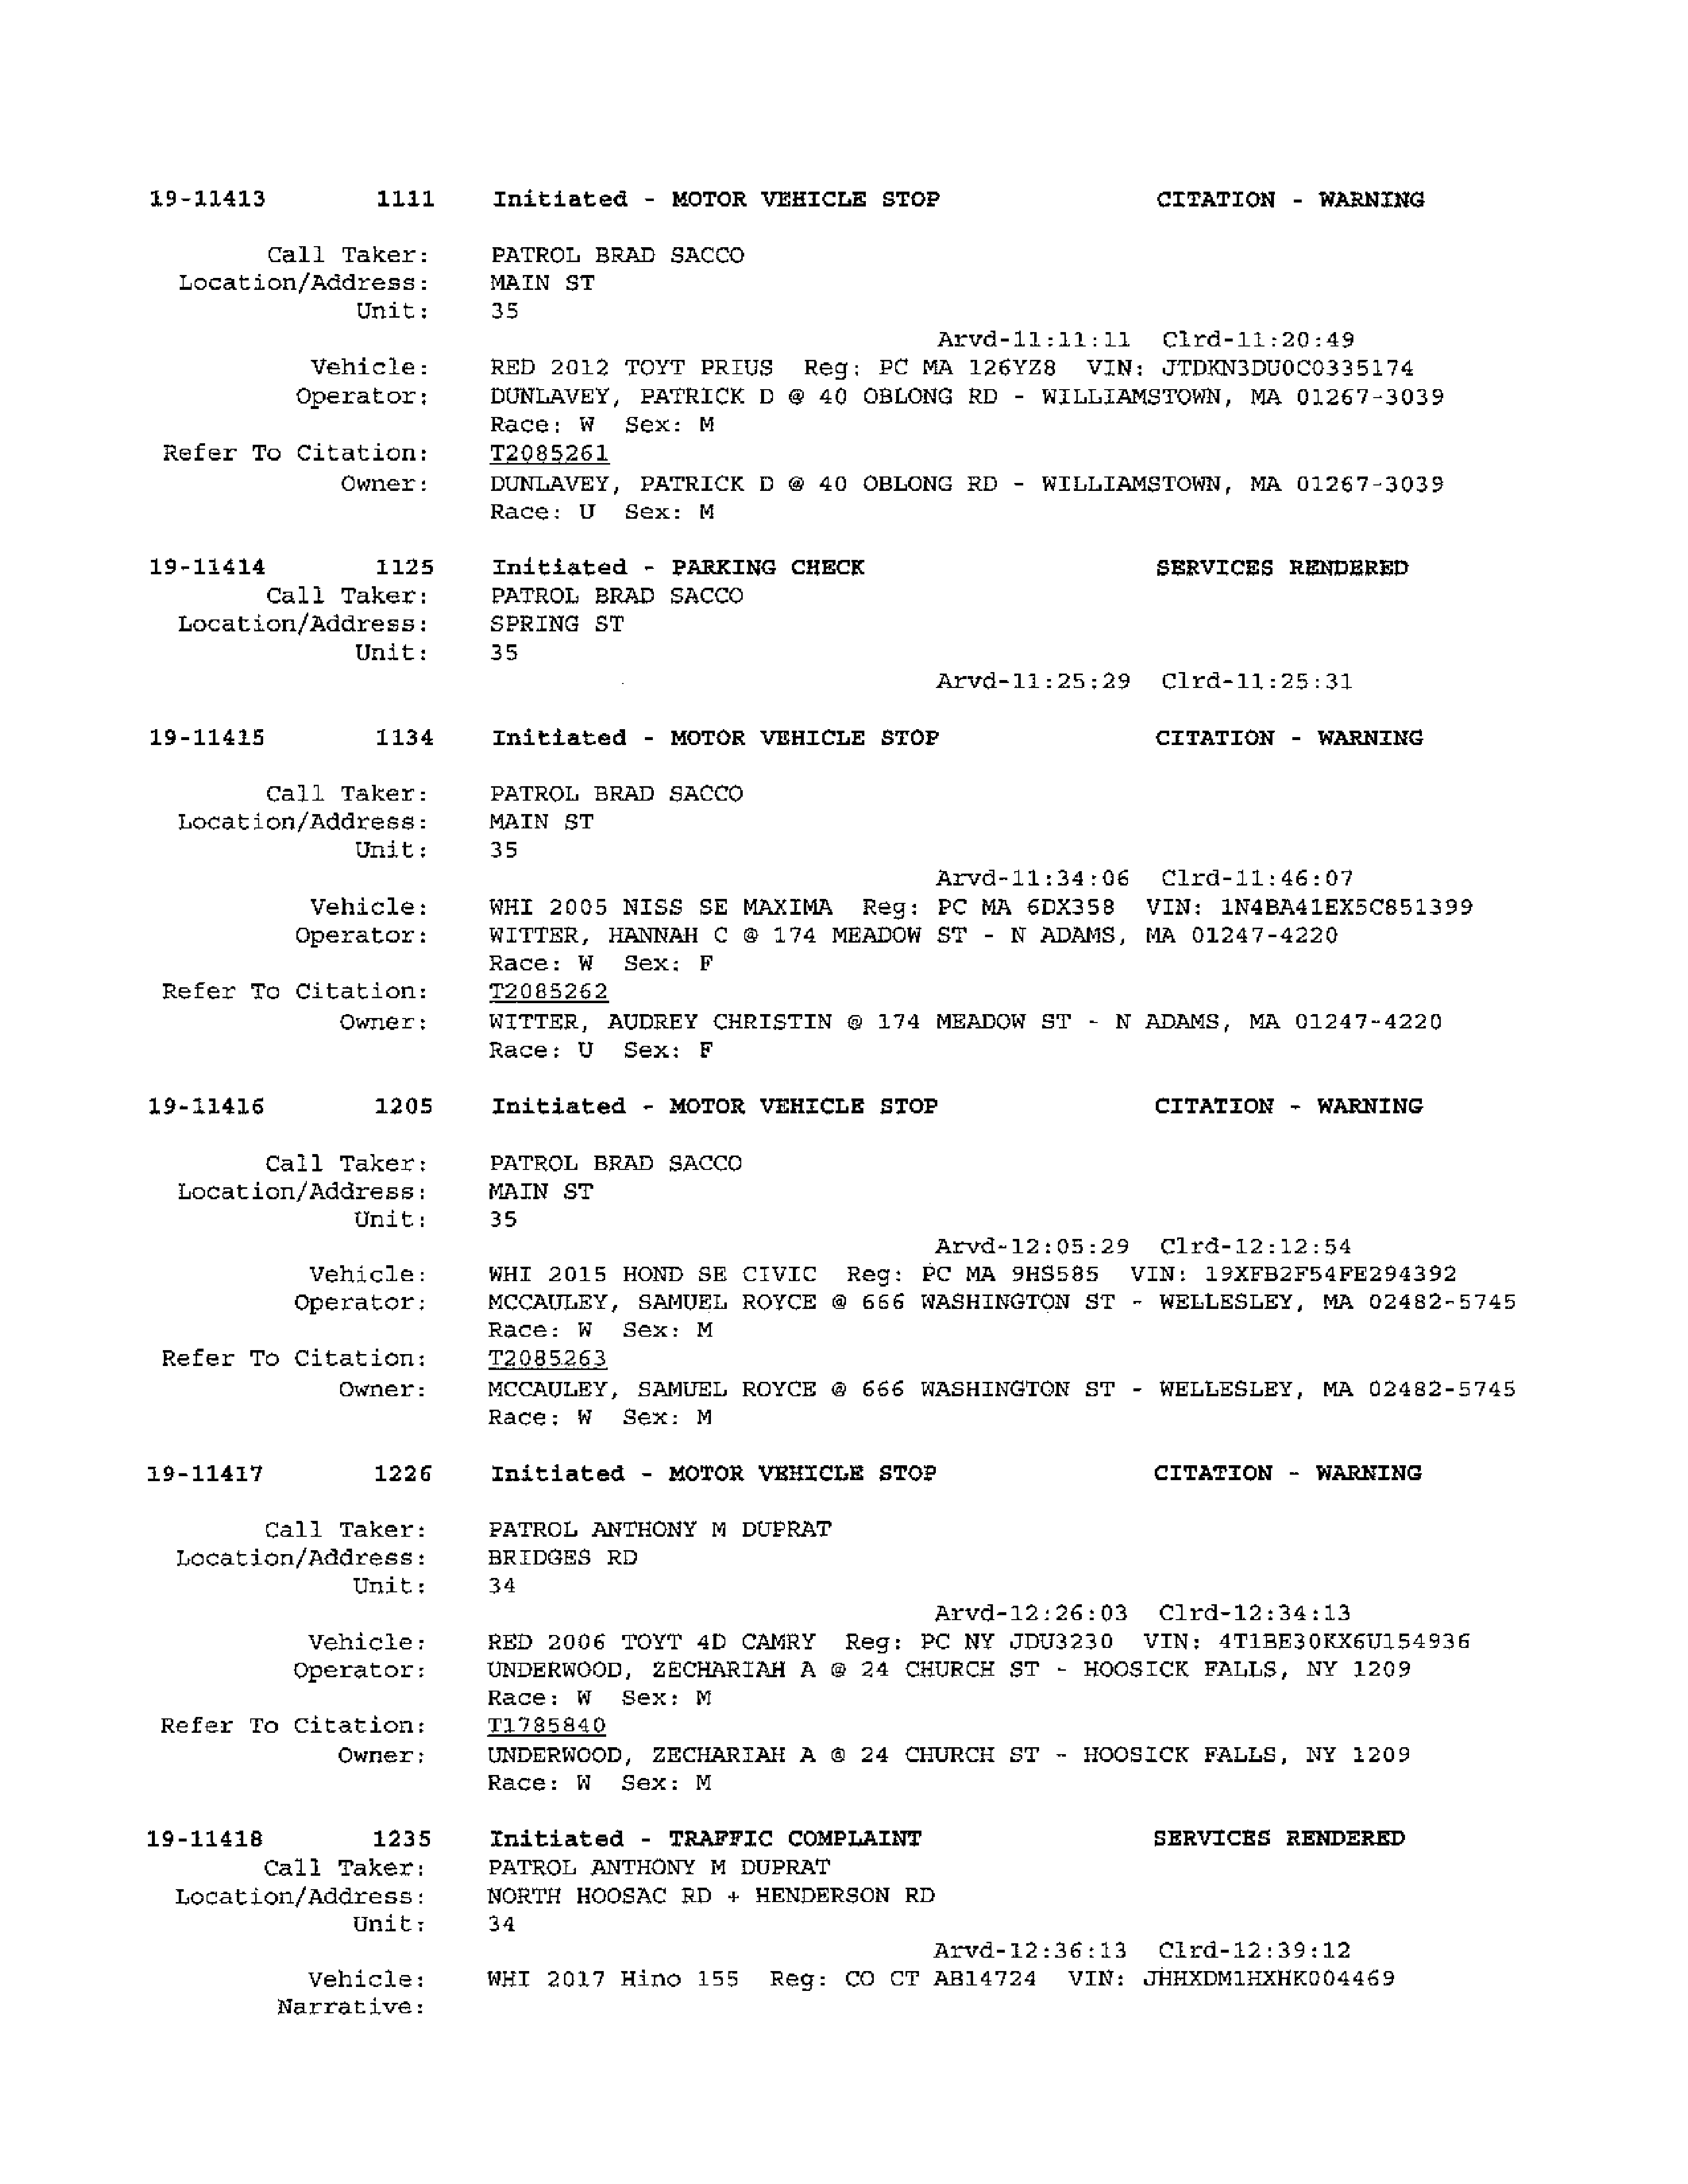 19-11413 1111 Initiated - MOTOR VEHICLE STOP CITATION - WARNING
Call Taker: PATROL BRAD SACCO
Location/Address: MAIN ST
Unit: 35
Arvd-11:11:11 Clrd-11:20:49
Vehicle: RED 2012 TOYT PRIUS Reg: PC MA 126YZ8 VIN: JTDKN3DU0C0335174
Operator: DUNLAVEY, PATRICK D @ 40 OBLONG RD - WILLIAMSTOWN, MA 01267-3039
Race: W Sex: M
Refer To Citation: T2085261
Owner: DUNLAVEY, PATRICK D @ 40 OBLONG RD - WILLIAMSTOWN, MA 01267-3039
Race: U Sex: M
19-11414 1125 Initiated - PARKING CHECK SERVICES RENDERED
Call Taker: PATROL BRAD SACCO
Location/Address: SPRING ST
Unit: 35
Arvd-11:25:29 Clrd-11:25:31
19-11415 1134 Initiated - MOTOR VEHICLE STOP CITATION - WARNING
Call Taker: PATROL BRAD SACCO
Location/Address: MAIN ST
Unit: 35
Arvd-11:34:06 Clrd-11:46:07
Vehicle: WHI 2005 NISS SE MAXIMA Reg: PC MA 6DX358 VIN: 1N4BA41EX5C851399
Operator: WITTER, HANNAH C @ 174 MEADOW ST - N ADAMS, MA 01247-4220
Race: W Sex: F
Refer To Citation: T2085262
Owner: WITTER, AUDREY CHRISTIN @ 174 MEADOW ST - N ADAMS, MA 01247-4220
Race: U Sex: F
19-11416 1205 Initiated - MOTOR VEHICLE STOP CITATION - WARNING
Call Taker: PATROL BRAD SACCO
Location/Address: MAIN ST
Unit: 35
Arvd-12:05:29 Clrd-12:12:54
Vehicle: WHI 2015 HOND SE CIVIC Reg: PC MA 9HS585 VIN: 19XFB2F54FE294392
Operator: MCCAULEY, SAMUEL ROYCE @ 666 WASHINGTON ST - WELLESLEY, MA 02482-5745
Race: W Sex: M
Refer To Citation: T2085263
Owner: MCCAULEY, SAMUEL ROYCE @ 666 WASHINGTON ST - WELLESLEY, MA 02482-5745
Race: W Sex: M
19-11417 1226 Initiated - MOTOR VEHICLE STOP CITATION - WARNING
Call Taker: PATROL ANTHONY M DUPRAT
Location/Address: BRIDGES RD
Unit: 34
Arvd-12:26:03 Clrd-12:34:13
Vehicle: RED 2006 TOYT 4D CAMRY Reg: PC NY JDU3230 VIN: 4T1BE30KX6U154936
Operator: UNDERWOOD, ZECHARIAH A @ 24 CHURCH ST - HOOSICK FALLS, NY 1209
Race: W Sex: M
Refer To Citation: T1785840
Owner: UNDERWOOD, ZECHARIAH A @ 24 CHURCH ST - HOOSICK FALLS, NY 1209
Race: W Sex: M
19-11418 1235 Initiated - TRAFFIC COMPLAINT SERVICES RENDERED
Call Taker: PATROL ANTHONY M DUPRAT
Location/Address: NORTH HOOSAC RD + HENDERSON RD
Unit: 34
Arvd-12:36:13 Clrd-12:39:12
Vehicle: WHI 2017 Hino 155 Reg: CO CT AB14724 VIN: JHHXDM1HXHK004469
Narrative: